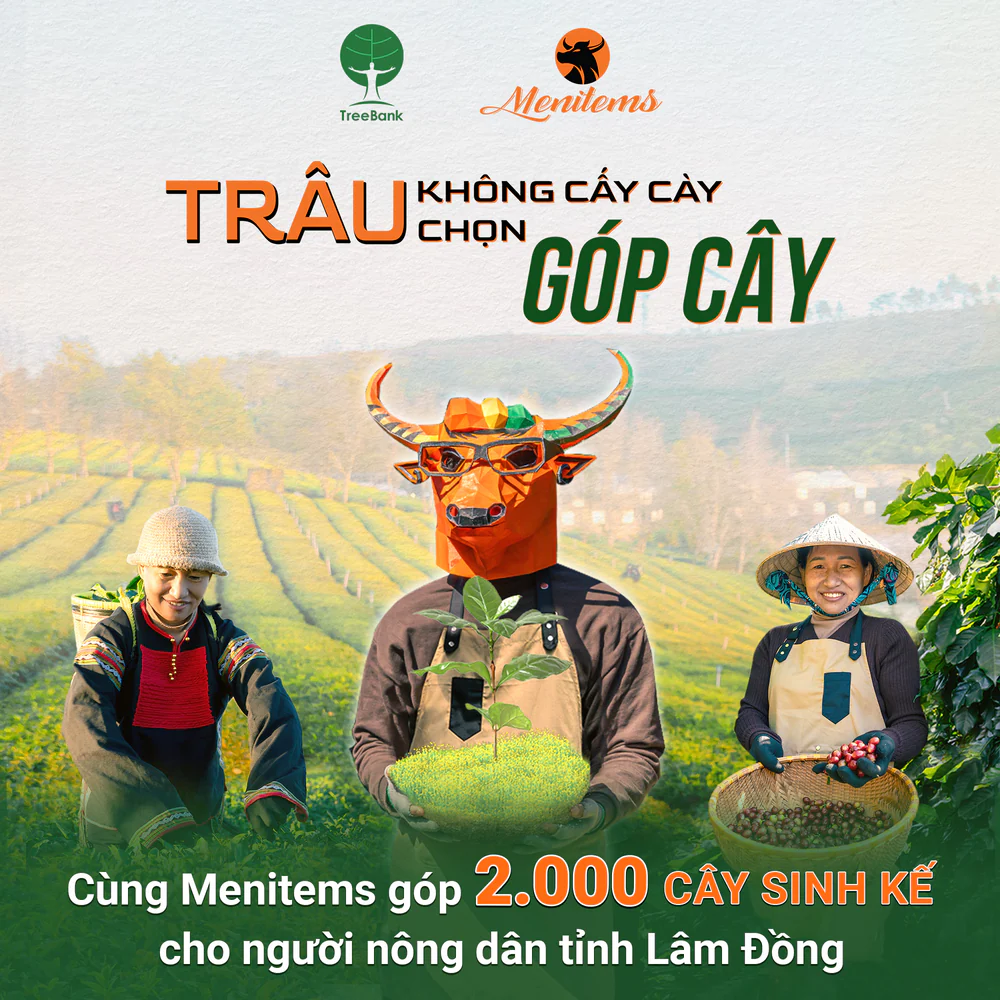 TreeBank
Menitems
TRÂU KHÔNG CẤY CÀY
CHỌN
GÓP CÂY
Cùng Menitems góp 2.000 CÂY SINH KẾ
cho người nông dân tỉnh Lâm Đồng